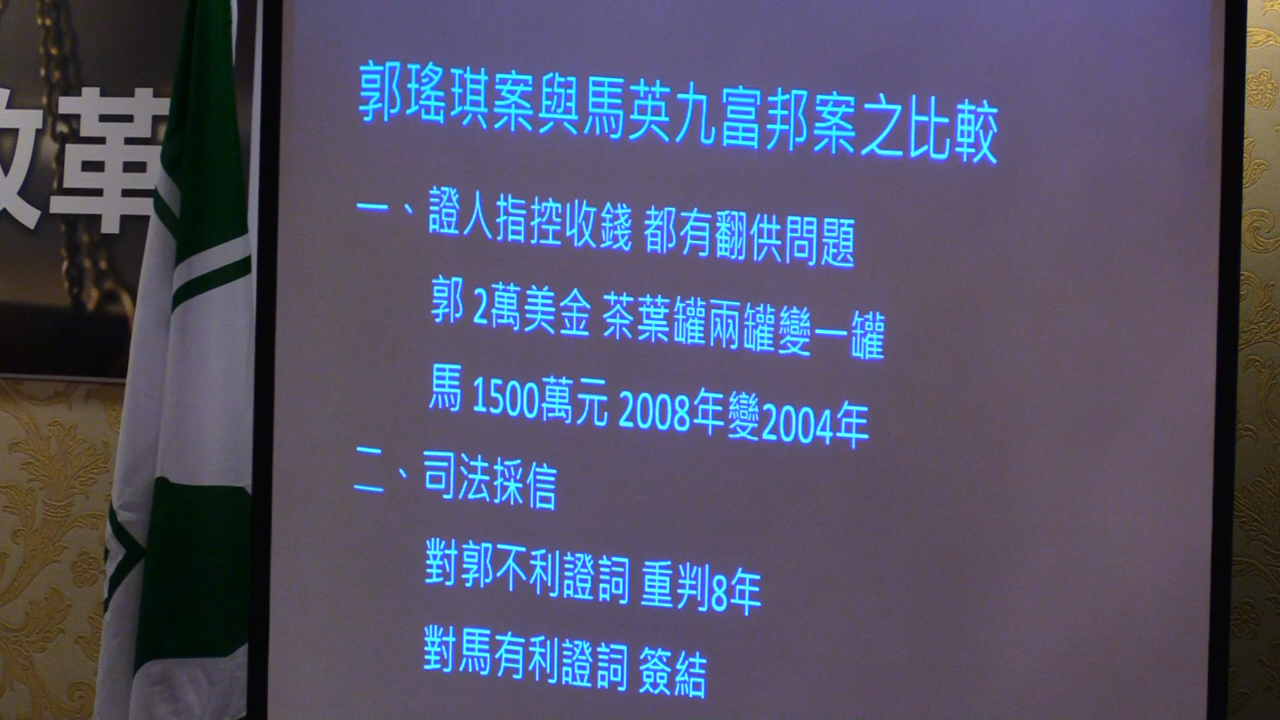 革
郭瑤琪案與馬英九富邦案之比較
一、證人指控收錢 都有翻供問題
郭 2萬美金 茶葉罐兩罐變一罐
馬 1500萬元 2008年變2004年
二、司法採信
對郭不利證詞 重判8年
對馬有利證詞 簽結